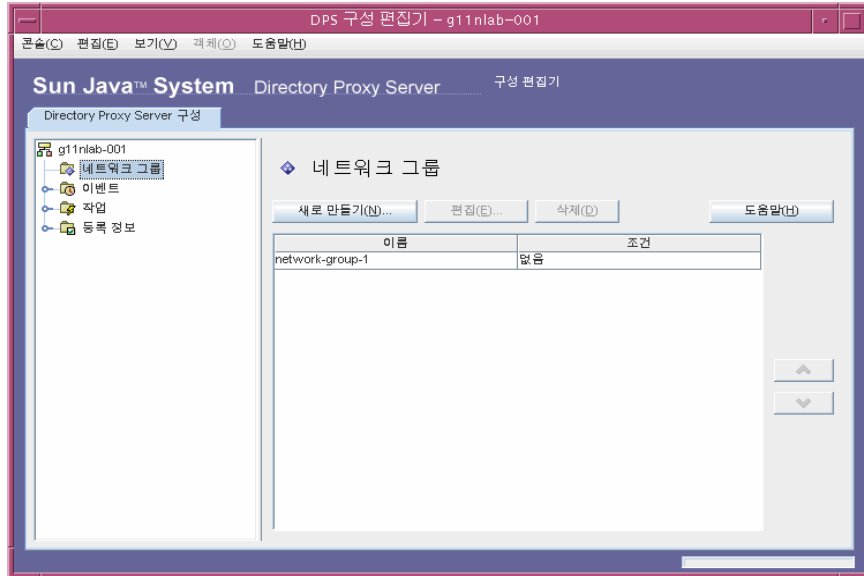 DPS 구성 편집기 - g11nlab-001
콘솔(C) 편집(E) 보기(V) 객체(O) 도움말(H)
Sun Java™ System Directory Proxy Server 구성 편집기
Directory Proxy Server 구성
g11nlab-001
네트워크 그룹
이벤트
작업
등록 정보
네트워크 그룹
새로 만들기(N)... 편집(E)... 삭제(D) 도움말(H)
이름 조건
network-group-1 없음